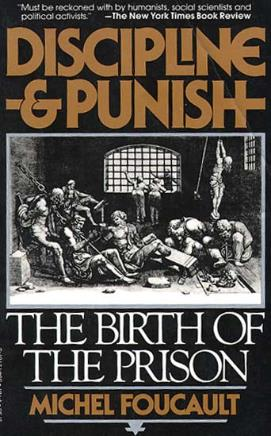 "Must be reckoned with by humanists, social scientists and
political activists." —The New York Times Book Review
DISCIPLINE
&PUNISH
THE BIRTH OF
THE PRISON
MICHEL FOUCAULT